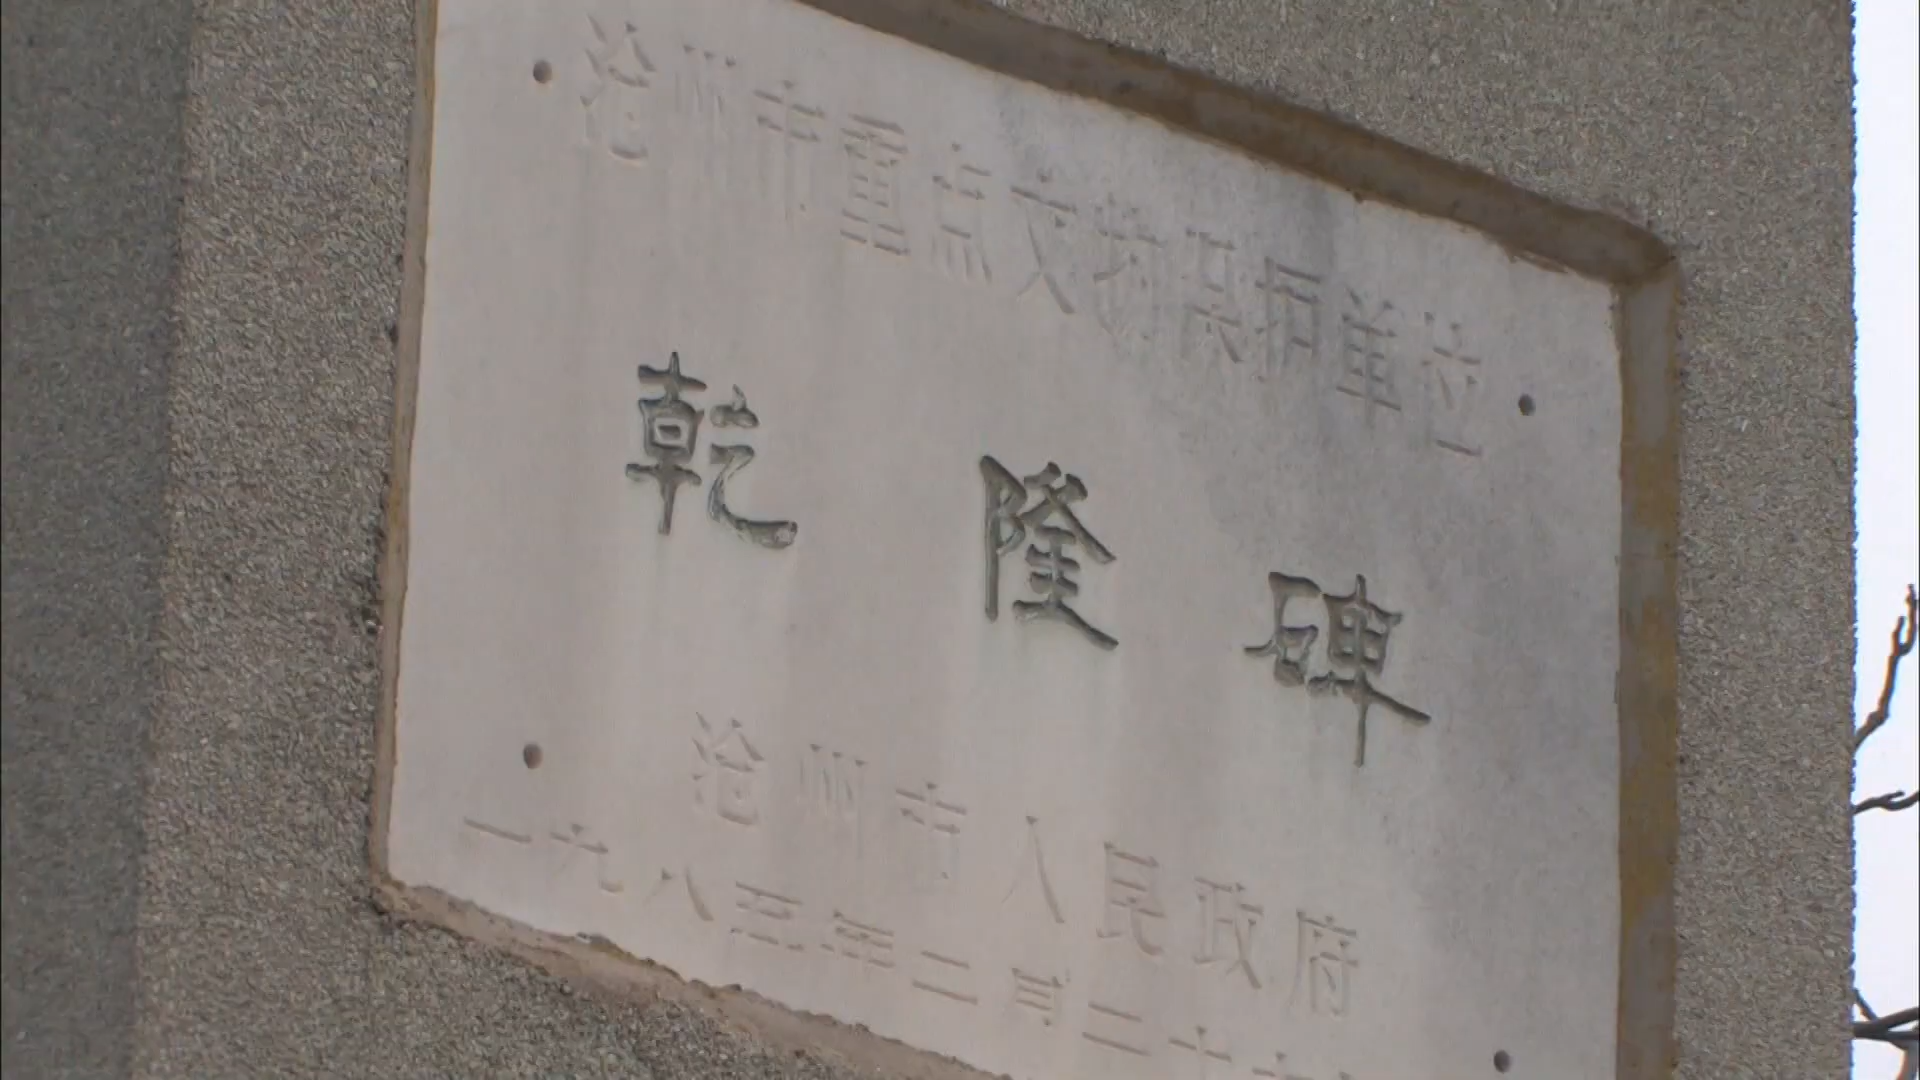 沧州市重点文物保护单位
乾隆碑
沧州市人民政府
一九八五年二月二十